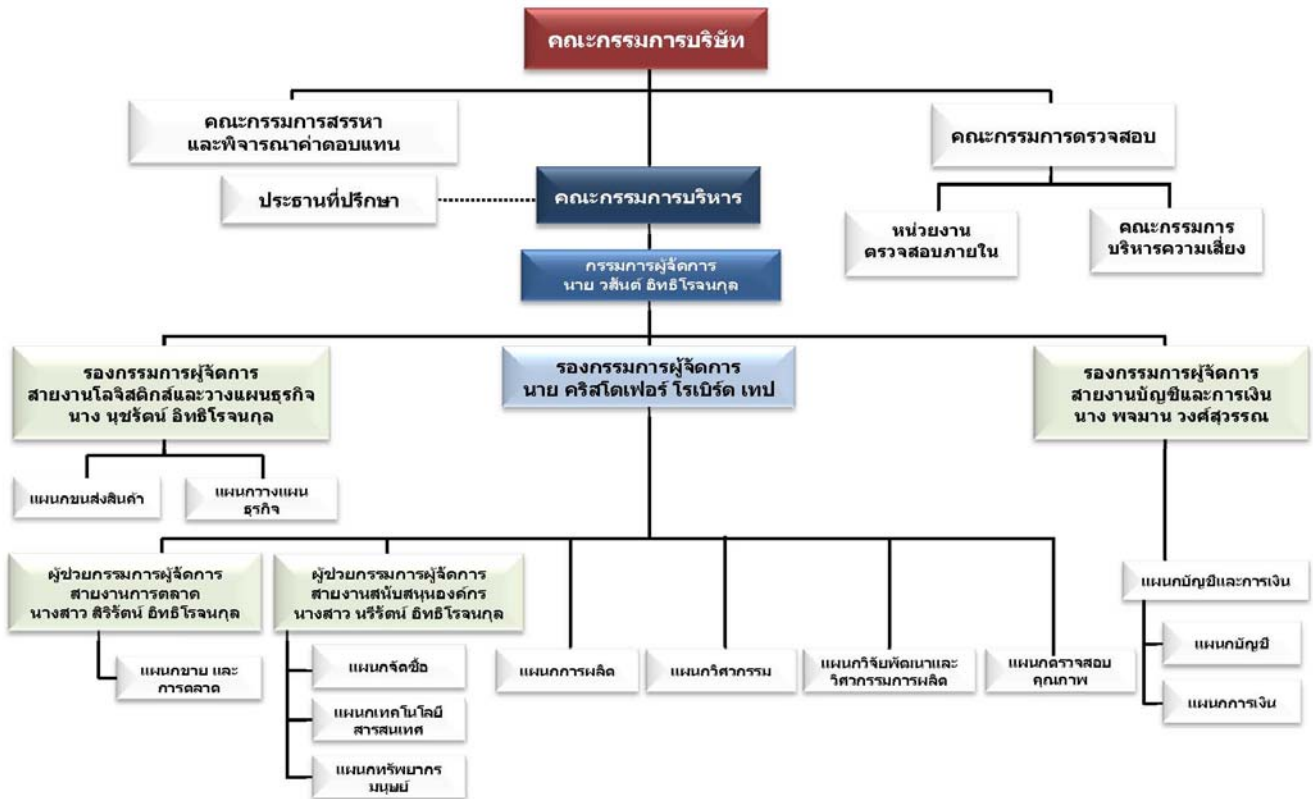 คณะกรรมการบริษัท
คณะกรรมการสรรหา
และพิจารณาค่าตอบแทน
คณะกรรมการตรวจสอบ
ประธานที่ปรึกษา
คณะกรรมการบริหาร
หน่วยงาน
ตรวจสอบภายใน
คณะกรรมการ
บริหารความเสี่ยง
กรรมการผู้จัดการ
นาย วสันต์ อิทธิโรจนกุล
รองกรรมการผู้จัดการ
สายงานโลจิสติกส์และวางแผนธุรกิจ
นาง นุชรัตน์ อิทธิโรจนกุล
รองกรรมการผู้จัดการ
นาย คริสโตเฟอร์ โรเบิร์ต เทป
รองกรรมการผู้จัดการ
สายงานบัญชีและการเงิน
นาง พจมาน วงศ์สุวรรณ
แผนกขนส่งสินค้า
แผนกวางแผน
ธุรกิจ
ผู้ช่วยกรรมการผู้จัดการ
สายงานการตลาด
นางสาว สิริรัตน์ อิทธิโรจนกุล
ผู้ช่วยกรรมการผู้จัดการ
สายงานสนับสนุนองค์กร
นางสาว นรีรัตน์ อิทธิโรจนกุล
แผนกบัญชีและการเงิน
แผนกขาย และ
การตลาด
แผนกจัดซื้อ
แผนกเทคโนโลยี
สารสนเทศ
แผนกทรัพยากร
มนุษย์
แผนกการผลิต
แผนกวิศวกรรม
แผนกวิจัยพัฒนาและ
วิศวกรรมการผลิต
แผนกตรวจสอบ
คุณภาพ
แผนกบัญชี
แผนกการเงิน